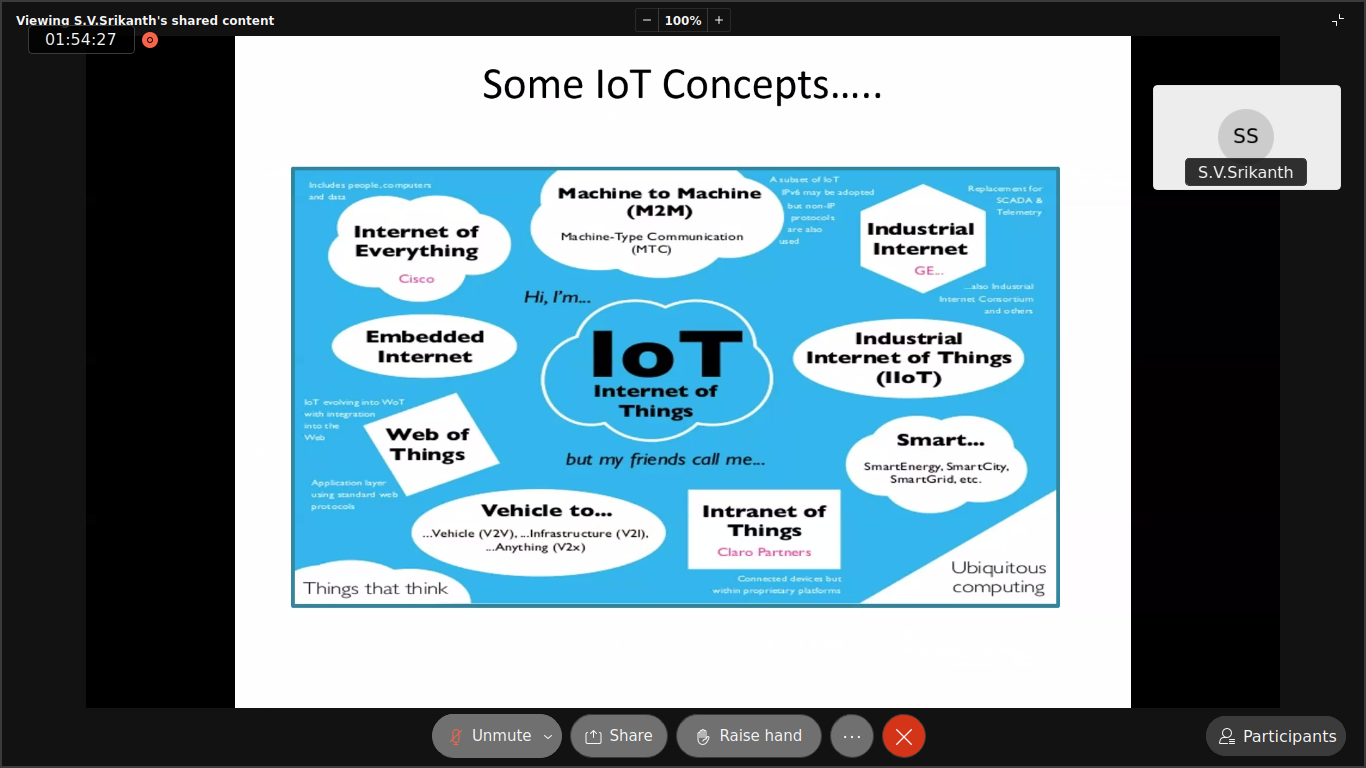 Viewing S.V.Srikanth's shared content
− 100% +
01:54:27
SS
S.V.Srikanth
Some IoT Concepts.....
Includes people,computers
and data
Internet of
Everything
Cisco
Machine to Machine
(M2M)
Machine-Type Communication
(MTC)
A subset of IoT
IPv6 may be adopted
but non-IP
protocols
are also
used
Industrial
Internet
GE...
Replacement for
SCADA &
Telemetry
...also Industrial
Internet Consortium
and others
Hi, I'm...
IoT
Internet of
Things
but my friends call me...
Embedded
Internet
Industrial
Internet of Things
(IIoT)
IoT evolving into WoT
with integration
into the
Web
Web of
Things
Application layer
using standard web
protocols
Smart...
SmartEnergy, SmartCity,
SmartGrid, etc.
Vehicle to...
...Vehicle (V2V), ...Infrastructure (V2I),
...Anything (V2x)
Intranet of
Things
Claro Partners
Connected devices but
within proprietary platforms
Things that think
Ubiquitous
computing
Unmute
Share
Raise hand
...
Participants